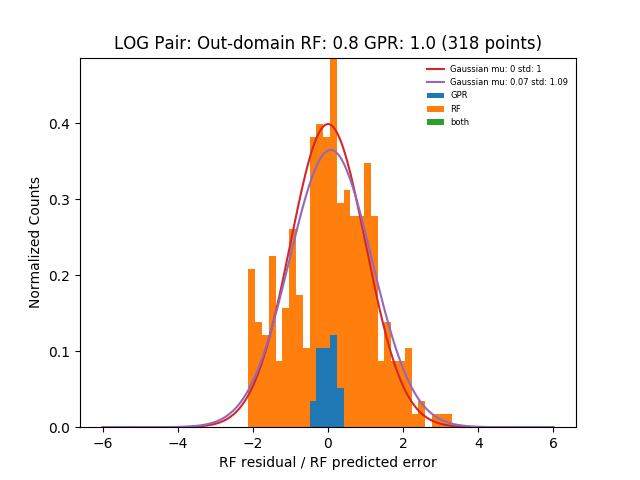 LOG Pair: Out-domain RF: 0.8 GPR: 1.0 (318 points)
Gaussian mu: 0 std: 1
Gaussian mu: 0.07 std: 1.09
GPR
RF
both
Normalized Counts
0.4
0.3
0.2
0.1
0.0
−6 −4 −2 0 2 4 6
RF residual / RF predicted error